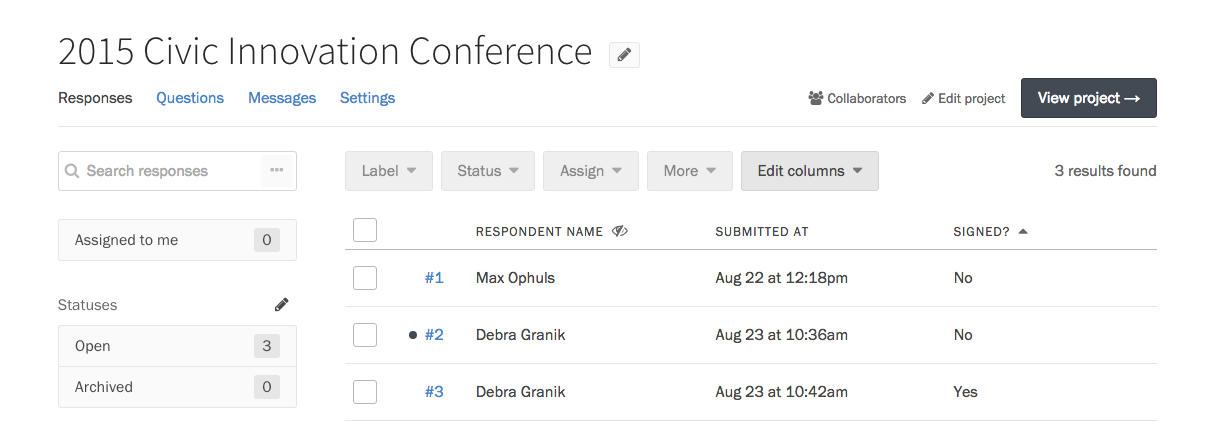 2015 Civic Innovation Conference
Responses Questions Messages Settings Collaborators Edit project View project →
Search responses ••• Label Status Assign More Edit columns 3 results found
Assigned to me 0
RESPONDENT NAME SUBMITTED AT SIGNED?
#1 Max Ophuls Aug 22 at 12:18pm No
Statuses
#2 Debra Granik Aug 23 at 10:36am No
Open 3
Archived 0
#3 Debra Granik Aug 23 at 10:42am Yes